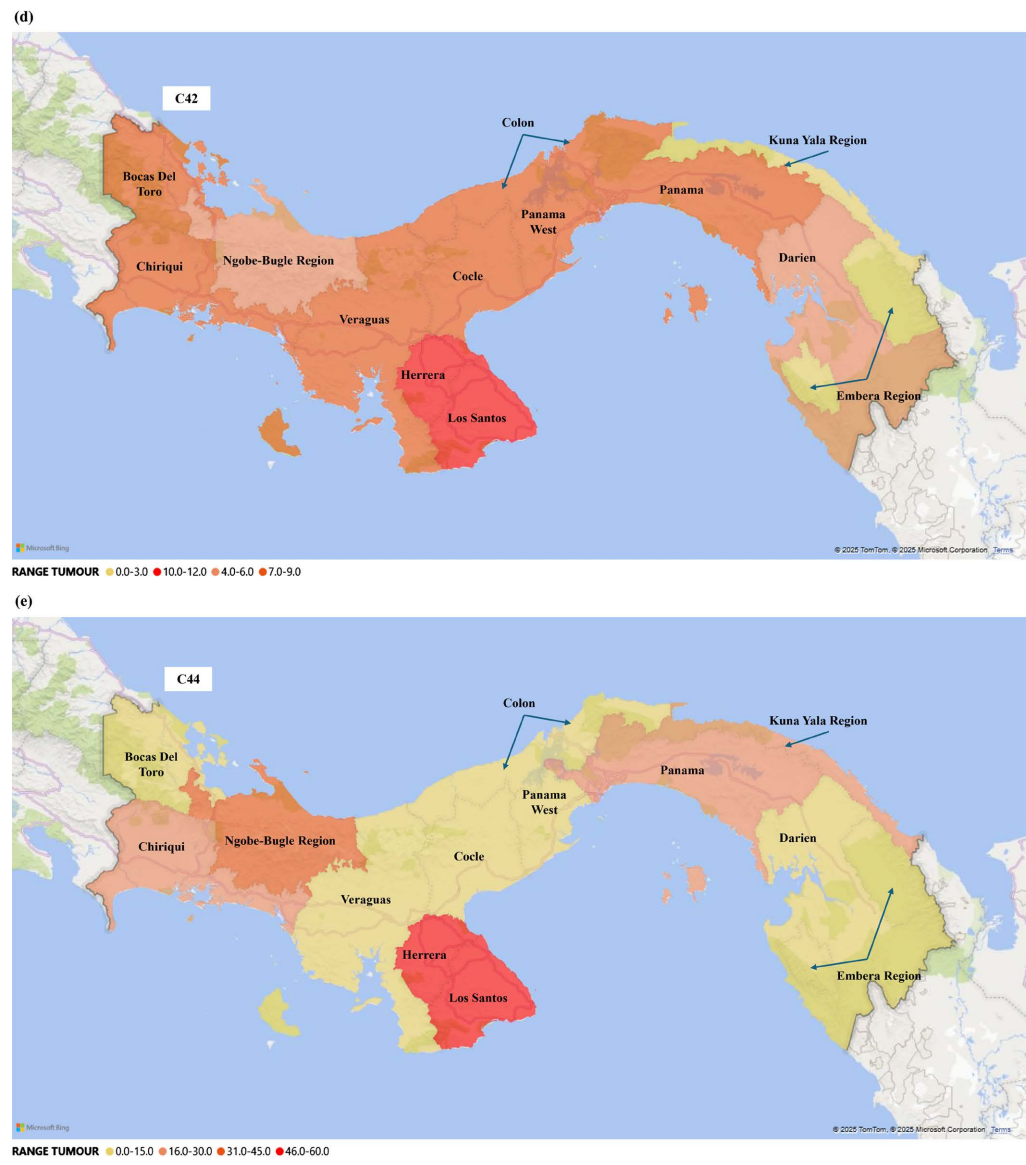 (d)
C42
Colon
Kuna Yala Region
Bocas Del
Toro
Panama
Panama
West
Darien
Ngobe-Bugle Region
Chiriqui
Cocle
Veraguas
Herrera
Embera Region
Los Santos
Microsoft Bing
© 2025 TomTom, © 2025 Microsoft Corporation Terms
RANGE TUMOUR 0.0-3.0 10.0-12.0 4.0-6.0 7.0-9.0
(e)
C44
Colon
Kuna Yala Region
Bocas Del
Toro
Panama
Panama
West
Darien
Ngobe-Bugle Region
Chiriqui
Cocle
Veraguas
Herrera
Embera Region
Los Santos
Microsoft Bing
© 2025 TomTom, © 2025 Microsoft Corporation Terms
RANGE TUMOUR 0.0-15.0 16.0-30.0 31.0-45.0 46.0-60.0